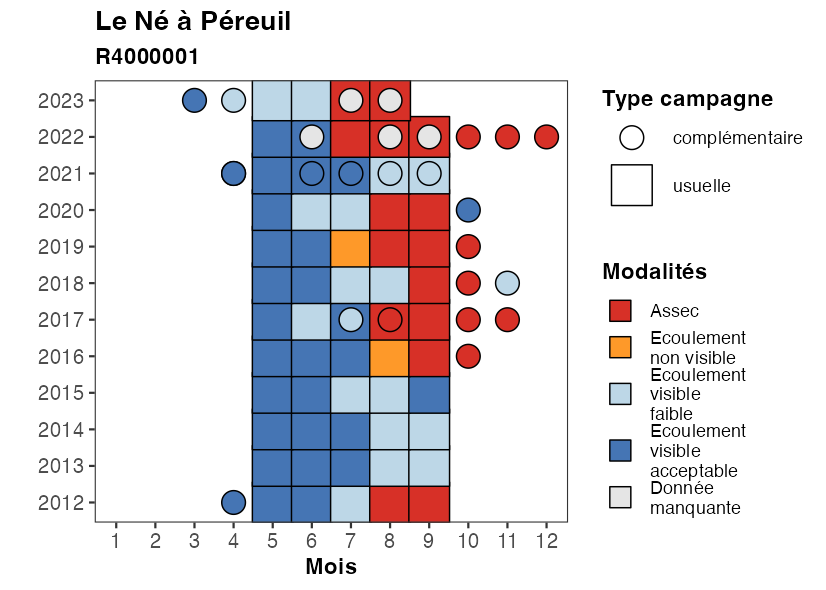 Le Né à Péreuil
R4000001
2023
2022
2021
2020
2019
2018
2017
2016
2015
2014
2013
2012
1 2 3 4 5 6 7 8 9 10 11 12
Mois
Type campagne
complémentaire
usuelle
Modalités
Assec
Ecoulement
non visible
Ecoulement
visible
faible
Ecoulement
visible
acceptable
Donnée
manquante